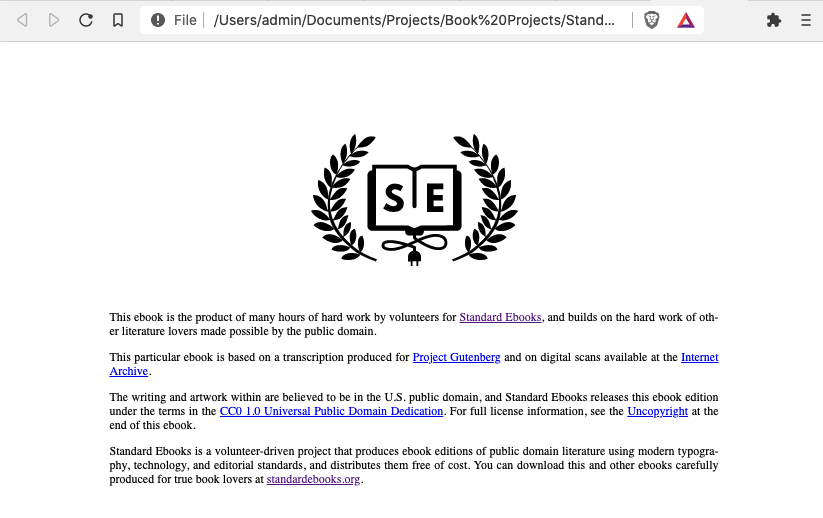 File
/Users/admin/Documents/Projects/Book%20Projects/Stand...
S E
This ebook is the product of many hours of hard work by volunteers for Standard Ebooks, and builds on the hard work of oth-
er literature lovers made possible by the public domain.
This particular ebook is based on a transcription produced for Project Gutenberg and on digital scans available at the Internet
Archive.
The writing and artwork within are believed to be in the U.S. public domain, and Standard Ebooks releases this ebook edition
under the terms in the CC0 1.0 Universal Public Domain Dedication. For full license information, see the Uncopyright at the
end of this ebook.
Standard Ebooks is a volunteer-driven project that produces ebook editions of public domain literature using modern typogra-
phy, technology, and editorial standards, and distributes them free of cost. You can download this and other ebooks carefully
produced for true book lovers at standardebooks.org.